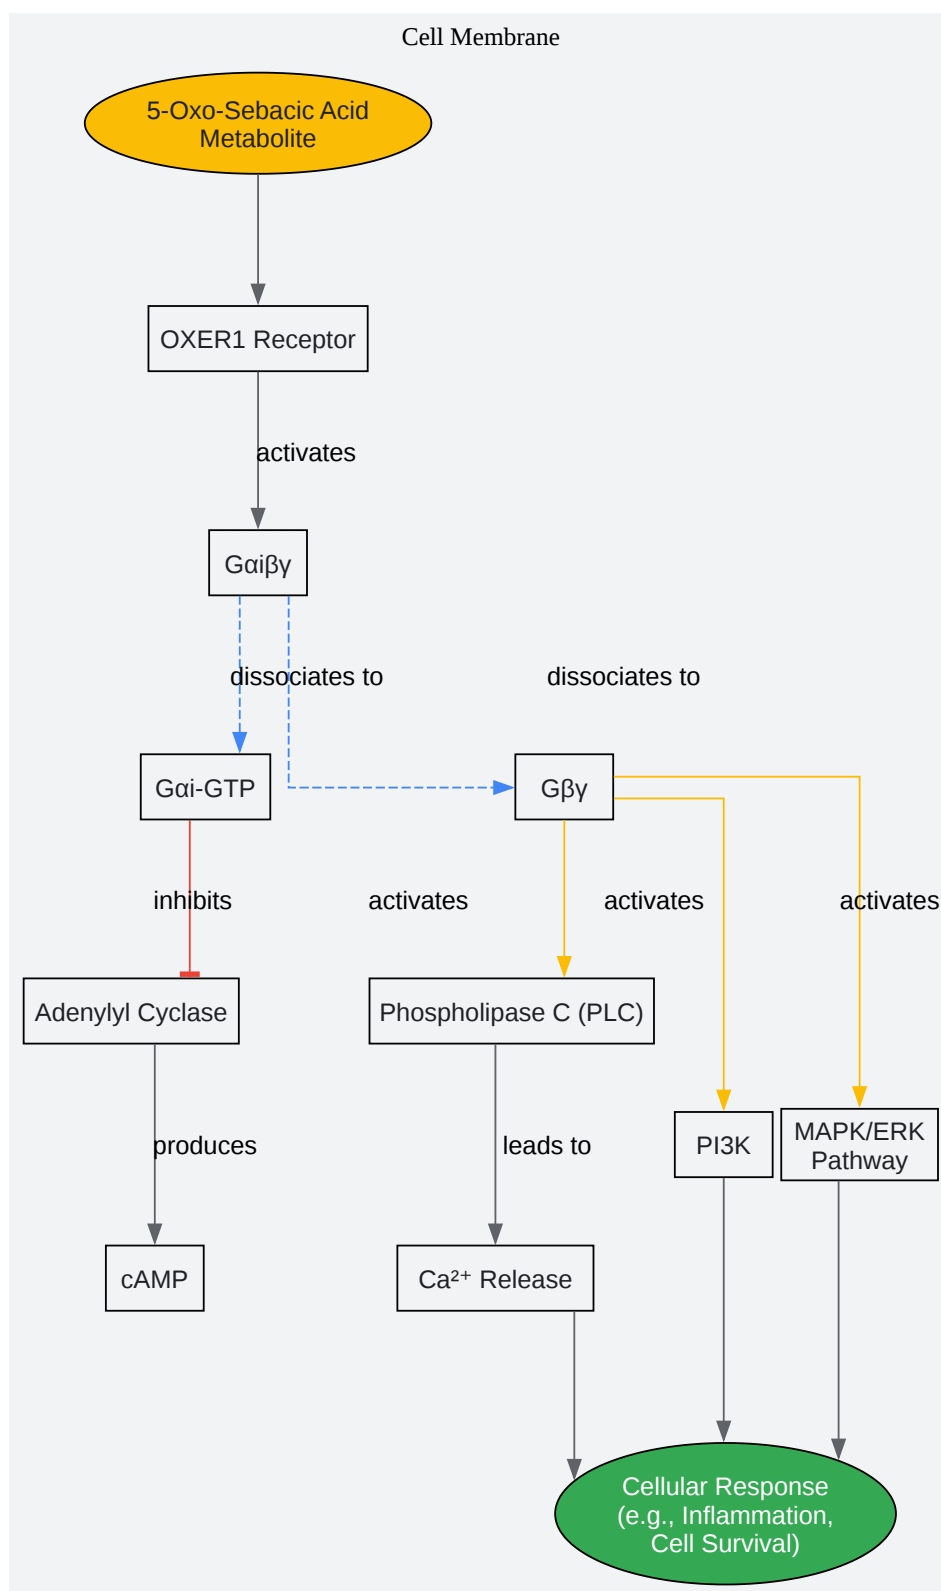 Cell Membrane
5-Oxo-Sebacic Acid
Metabolite
OXER1 Receptor
activates
Gαiβγ
dissociates to
dissociates to
Gαi-GTP
Gβγ
inhibits
activates
activates
activates
Adenylyl Cyclase
Phospholipase C (PLC)
produces
leads to
PI3K
MAPK/ERK
Pathway
cAMP
Ca²⁺ Release
Cellular Response
(e.g., Inflammation,
Cell Survival)